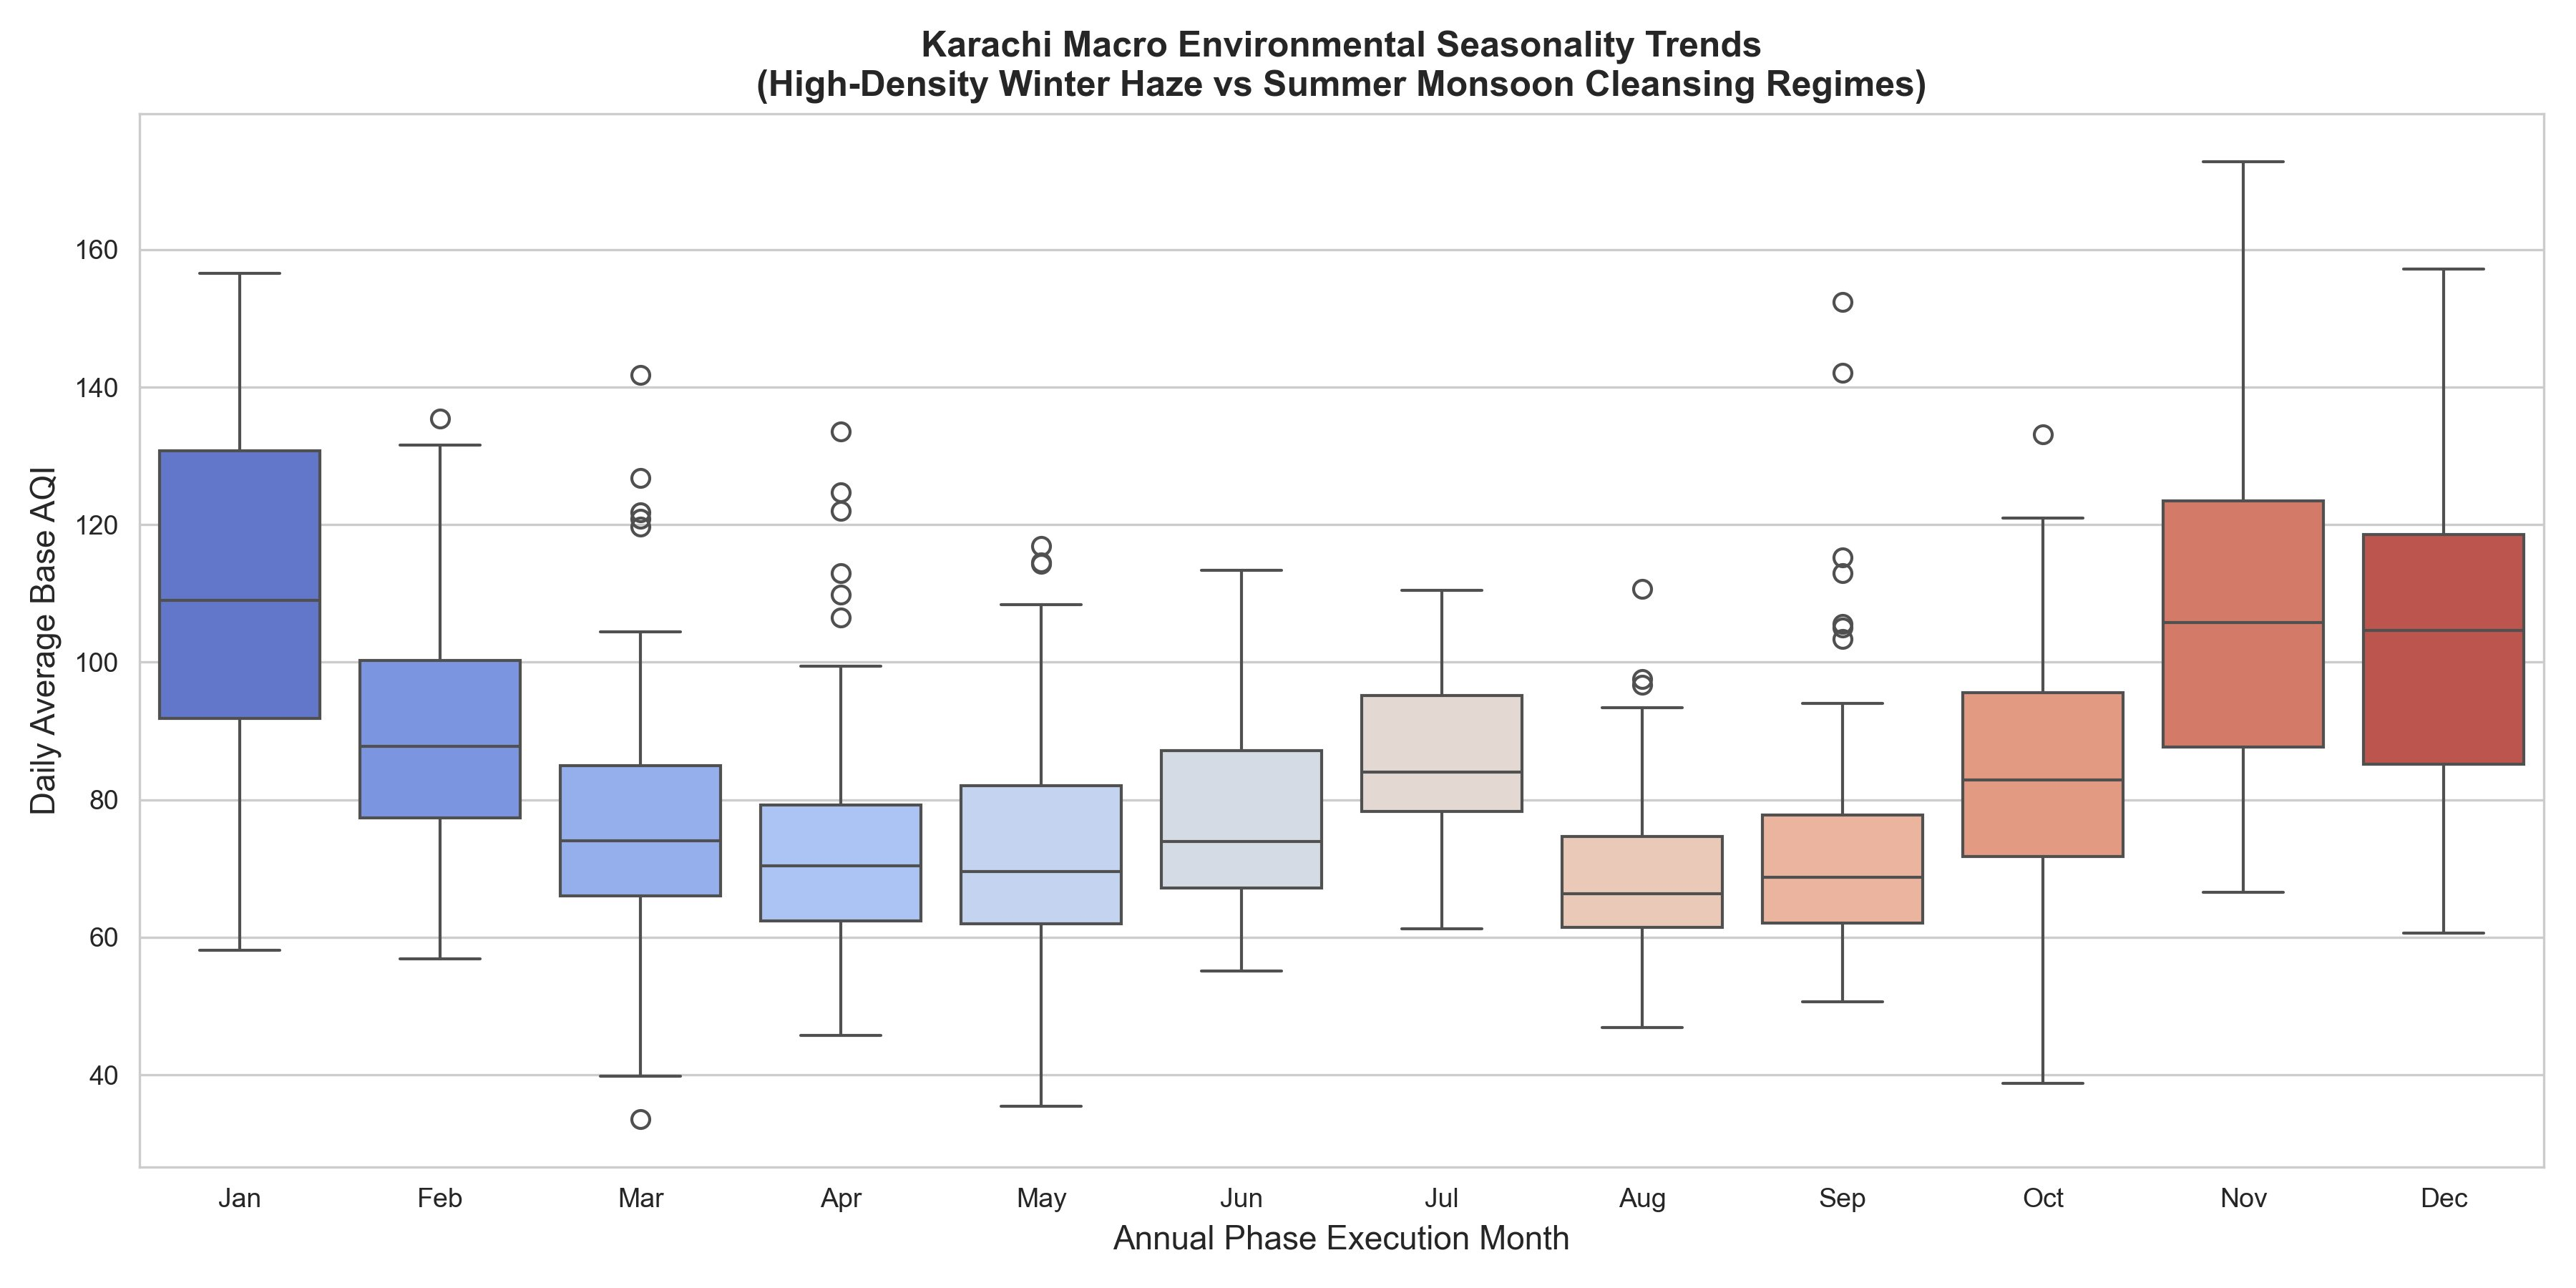 Karachi Macro Environmental Seasonality Trends
(High-Density Winter Haze vs Summer Monsoon Cleansing Regimes)
Daily Average Base AQI
160
140
120
100
80
60
40
Jan Feb Mar Apr May Jun Jul Aug Sep Oct Nov Dec
Annual Phase Execution Month